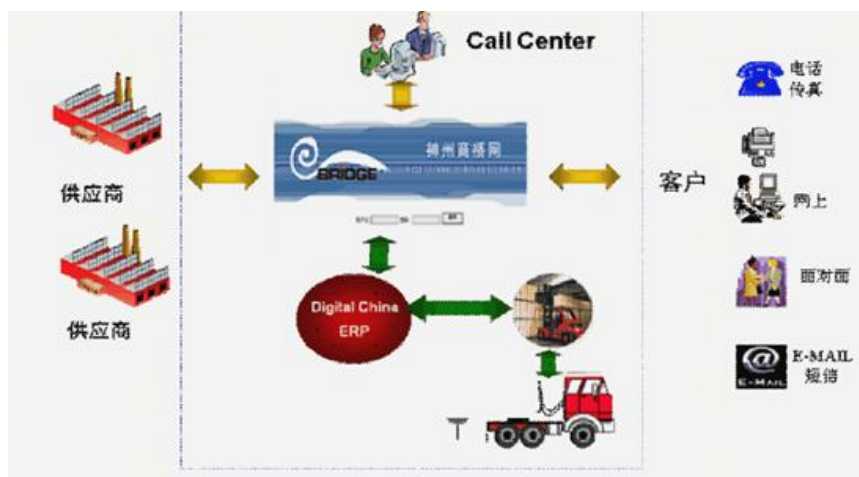 Call Center
电话
传真
神州商桥网
BRIDGE
供应商
客户
网上
Digital China
ERP
面对面
供应商
E-MAIL
短信
@
E-MAIL